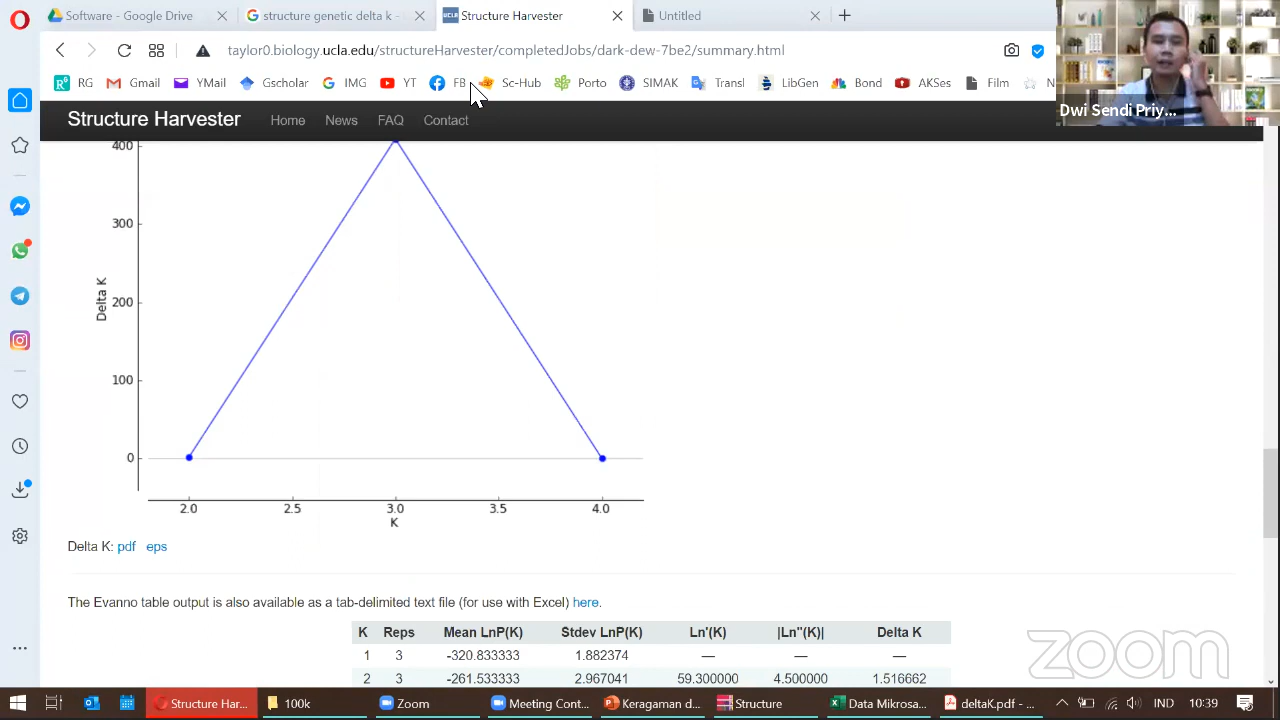 Software - Google Drive
structure genetic delta k
UCLA Structure Harvester
Untitled
taylor0.biology.ucla.edu/structureHarvester/completedJobs/dark-dew-7be2/summary.html
RG Gmail YMail Gscholar IMG YT FB Sc-Hub Porto SIMAK Transl LibGen Bond AKSes Film N
Dwi Sendi Priy...
Structure Harvester Home News FAQ Contact
400
300
200
100
0
Delta K
2.0 2.5 3.0 3.5 4.0
K
Delta K: pdf eps
The Evanno table output is also available as a tab-delimited text file (for use with Excel) here.
K Reps Mean LnP(K) Stdev LnP(K) Ln'(K) |Ln''(K)| Delta K
1 3 -320.833333 1.882374 — — —
2 3 -261.533333 2.967041 59.300000 4.500000 1.516662
zoom
Structure Har... 100k Zoom Meeting Cont... Keragaman d... Structure Data Mikrosa... deltaK.pdf - ... IND 10:39